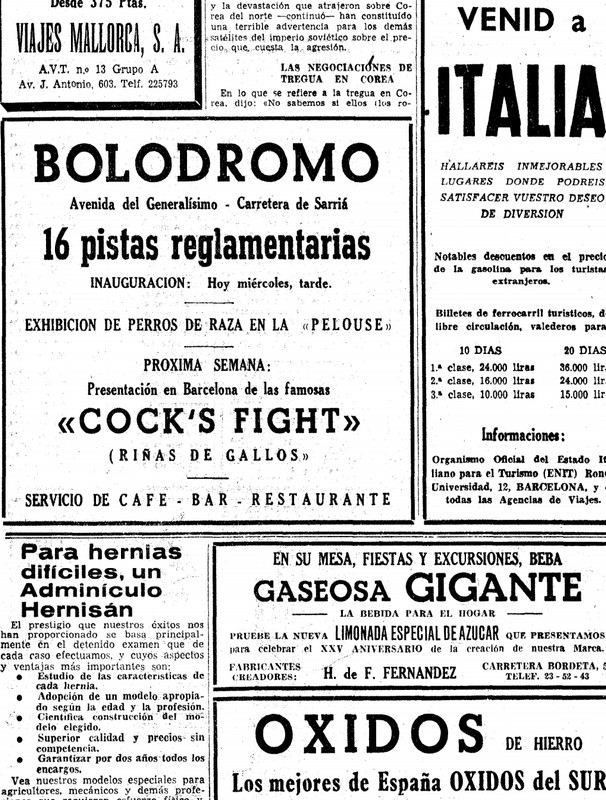 Desde 375 Ptas.
VIAJES MALLORCA, S. A.
A.V.T. n.º 13 Grupo A
Av. J. Antonio, 603. Telf. 225793
y la devastación que atrajeron sobre Co-
rea del norte —continuó— han constituído
una terrible advertencia para los demás
satélites del imperio soviético sobre el pre-
cio que cuesta la agresión.
LAS NEGOCIACIONES DE
TREGUA EN COREA
En lo que se refiere a la tregua en Co-
rea, dijo: «No sabemos si ellos (los ro-
BOLODROMO
Avenida del Generalísimo - Carretera de Sarriá
16 pistas reglamentarias
INAUGURACION: Hoy miércoles, tarde.
EXHIBICION DE PERROS DE RAZA EN LA «PELOUSE»
PROXIMA SEMANA:
Presentación en Barcelona de las famosas
«COCK'S FIGHT»
(RIÑAS DE GALLOS)
SERVICIO DE CAFE - BAR - RESTAURANTE
VENID a
ITALIA
HALLAREIS INMEJORABLES
LUGARES DONDE PODREIS
SATISFACER VUESTRO DESEO
DE DIVERSION
Notables descuentos en el precio
de la gasolina para los turistas
extranjeros.
Billetes de ferrocarril turísticos, de
libre circulación, valederos para
10 DIAS 20 DIAS
1.ª clase, 24.000 liras 36.000 lir
2.ª clase, 16.000 liras 24.000 lir
3.ª clase, 10.000 liras 15.000 lir
Informaciones:
Organismo Oficial del Estado It
liano para el Turismo (ENIT) Ron
Universidad, 12, BARCELONA, y
todas las Agencias de Viajes.
Para hernias
difíciles, un
Adminículo
Hernisán
El prestigio que nuestros éxitos nos
han proporcionado se basa principal-
mente en el detenido examen que de
cada caso efectuamos, y cuyos aspectos
y ventajas más importantes son:
● Estudio de las características de
cada hernia.
● Adopción de un modelo apropia-
do según la edad y la profesión.
● Científica construcción del mo-
delo elegido.
● Superior calidad y precios sin
competencia.
● Garantizar por dos años todos los
encargos.
Vea nuestros modelos especiales para
agricultores, mecánicos y demás profe-
EN SU MESA, FIESTAS Y EXCURSIONES, BEBA
GASEOSA GIGANTE
LA BEBIDA PARA EL HOGAR
PRUEBE LA NUEVA LIMONADA ESPECIAL DE AZUCAR QUE PRESENTAMOS
para celebrar el XXV ANIVERSARIO de la creación de nuestra Marca.
FABRICANTES
CREADORES: H. de F. FERNANDEZ
CARRETERA BORDETA, 5
TELEF. 23-52-43
OXIDOS DE HIERRO
Los mejores de España OXIDOS del SUR